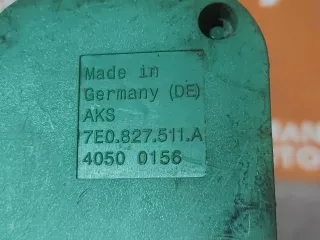 Made in
Germany (DE)
AKS
7E0.827.511.A
4050 0156